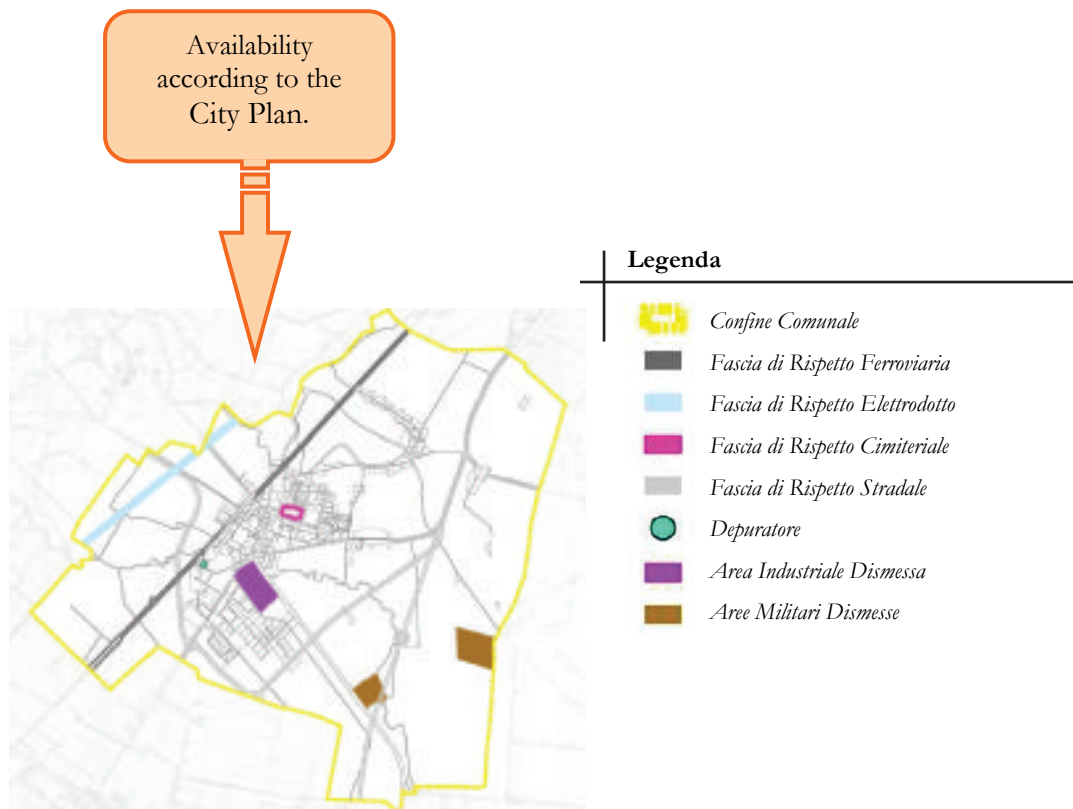 Availability
according to the
City Plan.
Legenda
Confine Comunale
Fascia di Rispetto Ferroviaria
Fascia di Rispetto Elettrodotto
Fascia di Rispetto Cimiteriale
Fascia di Rispetto Stradale
Depuratore
Area Industriale Dismessa
Aree Militari Dismesse